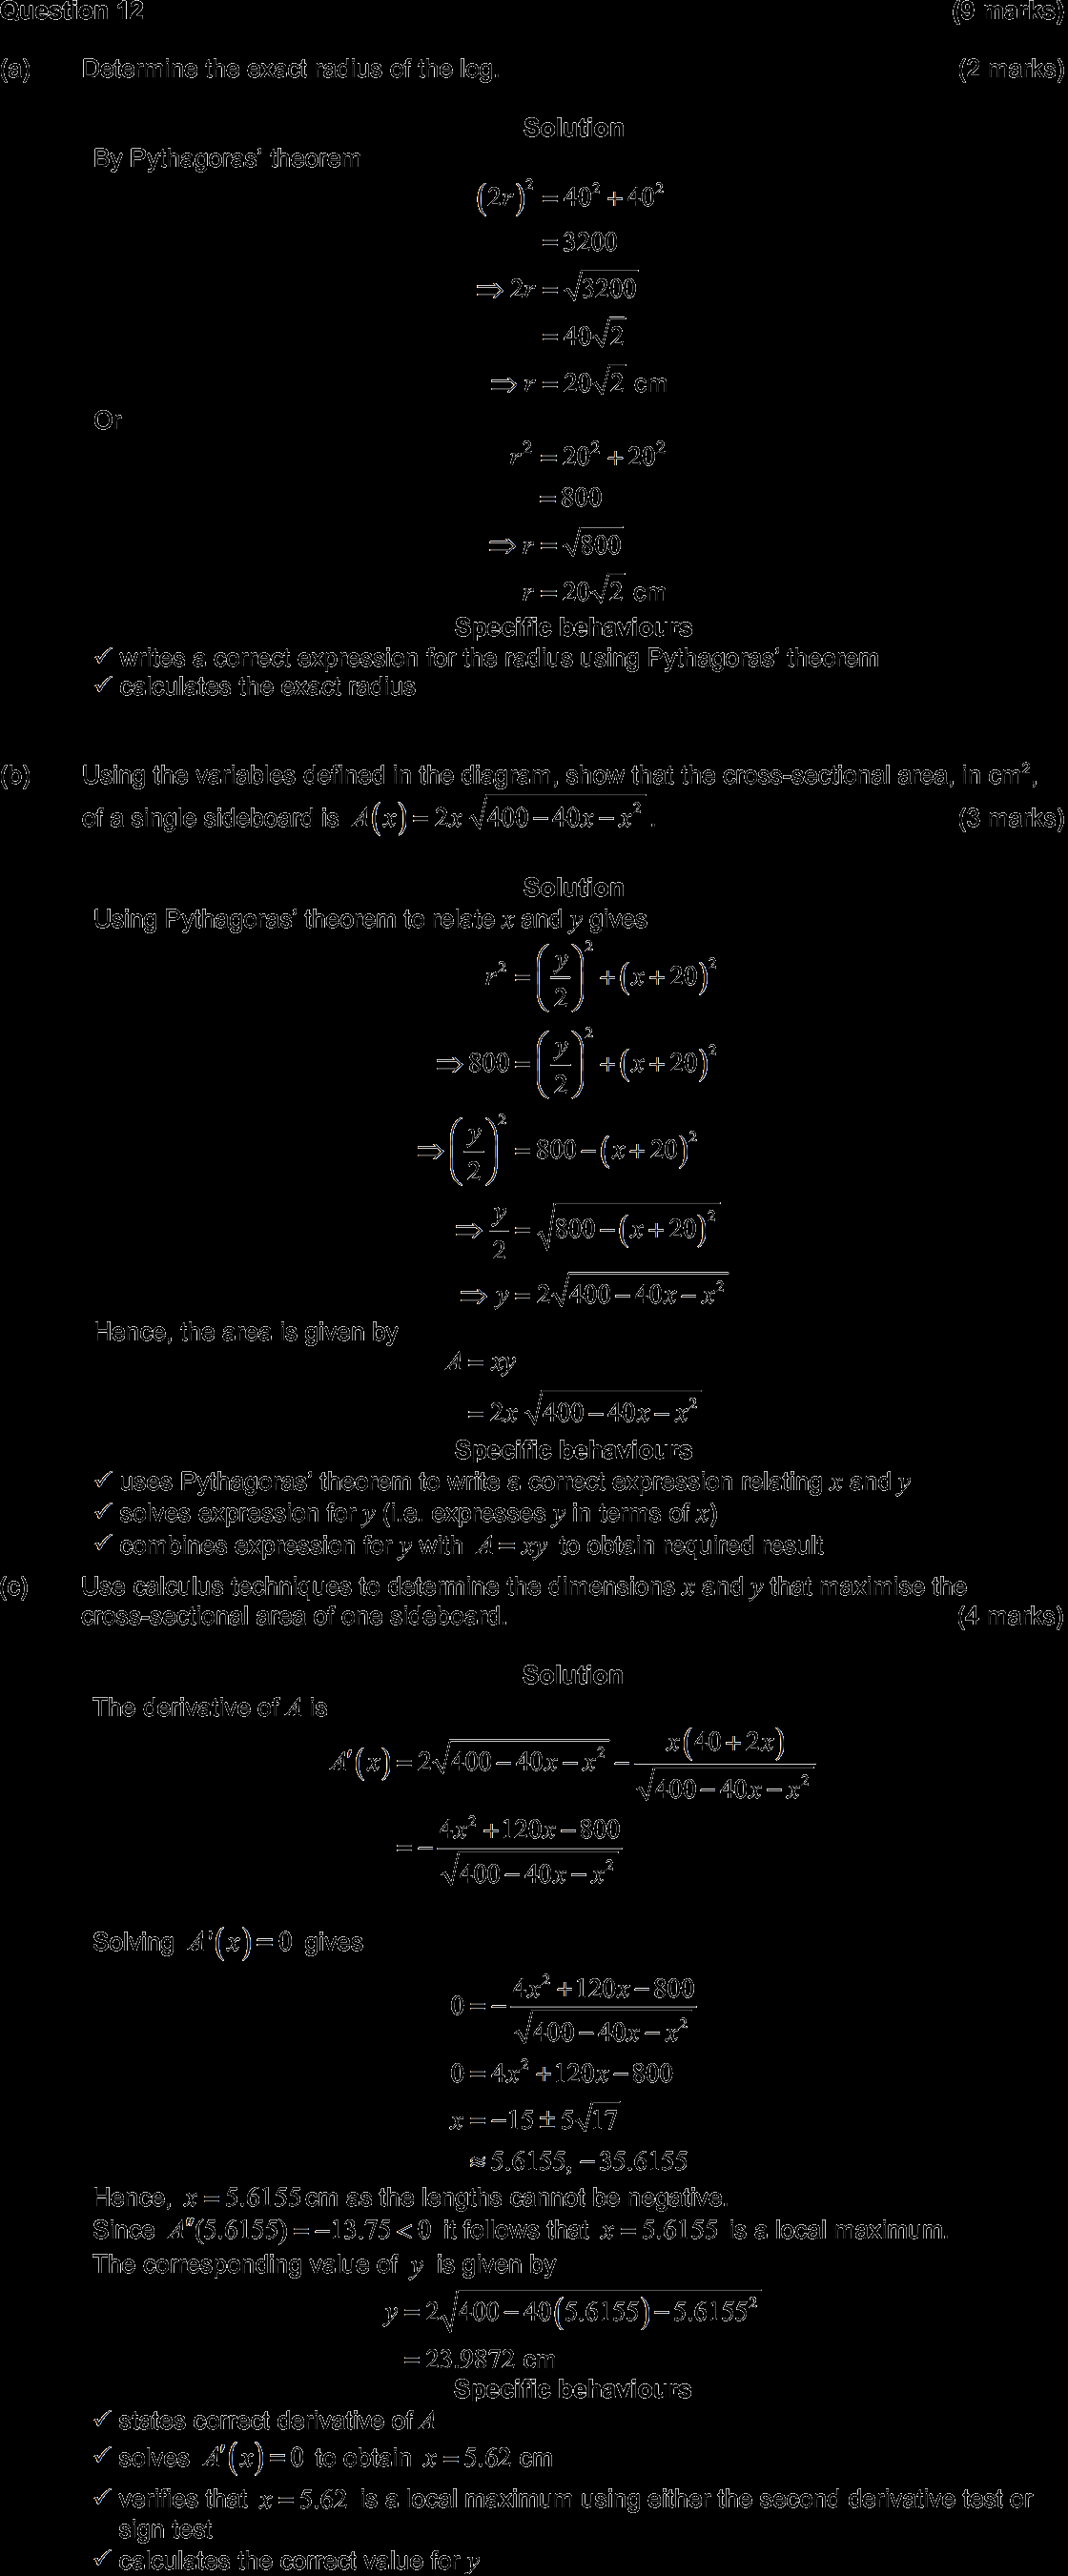 Question 12 (9 marks)
(a) Determine the exact radius of the log. (2 marks)
Solution
By Pythagoras' theorem
(2r)² = 40² + 40²
= 3200
⇒ 2r = √3200
= 40√2
⇒ r = 20√2 cm
Or
r² = 20² + 20²
= 800
⇒ r = √800
r = 20√2 cm
Specific behaviours
✓ writes a correct expression for the radius using Pythagoras' theorem
✓ calculates the exact radius
(b) Using the variables defined in the diagram, show that the cross-sectional area, in cm²,
of a single sideboard is A(x) = 2x √(400 − 40x − x²). (3 marks)
Solution
Using Pythagoras' theorem to relate x and y gives
r² = (y/2)² + (x + 20)²
⇒ 800 = (y/2)² + (x + 20)²
⇒ (y/2)² = 800 − (x + 20)²
⇒ y/2 = √(800 − (x + 20)²)
⇒ y = 2√(400 − 40x − x²)
Hence, the area is given by
A = xy
= 2x √(400 − 40x − x²)
Specific behaviours
✓ uses Pythagoras' theorem to write a correct expression relating x and y
✓ solves expression for y (i.e. expresses y in terms of x)
✓ combines expression for y with A = xy to obtain required result
(c) Use calculus techniques to determine the dimensions x and y that maximise the
cross-sectional area of one sideboard. (4 marks)
Solution
The derivative of A is
A′(x) = 2√(400 − 40x − x²) − x(40 + 2x)/√(400 − 40x − x²)
= − (4x² + 120x − 800)/√(400 − 40x − x²)
Solving A'(x) = 0 gives
0 = − (4x² + 120x − 800)/√(400 − 40x − x²)
0 = 4x² + 120x − 800
x = −15 ± 5√17
≈ 5.6155, −35.6155
Hence, x = 5.6155 cm as the lengths cannot be negative.
Since A″(5.6155) = −13.75 < 0 it follows that x = 5.6155 is a local maximum.
The corresponding value of y is given by
y = 2√(400 − 40(5.6155) − 5.6155²)
= 23.9872 cm
Specific behaviours
✓ states correct derivative of A
✓ solves A′(x) = 0 to obtain x = 5.62 cm
✓ verifies that x = 5.62 is a local maximum using either the second derivative test or
sign test
✓ calculates the correct value for y